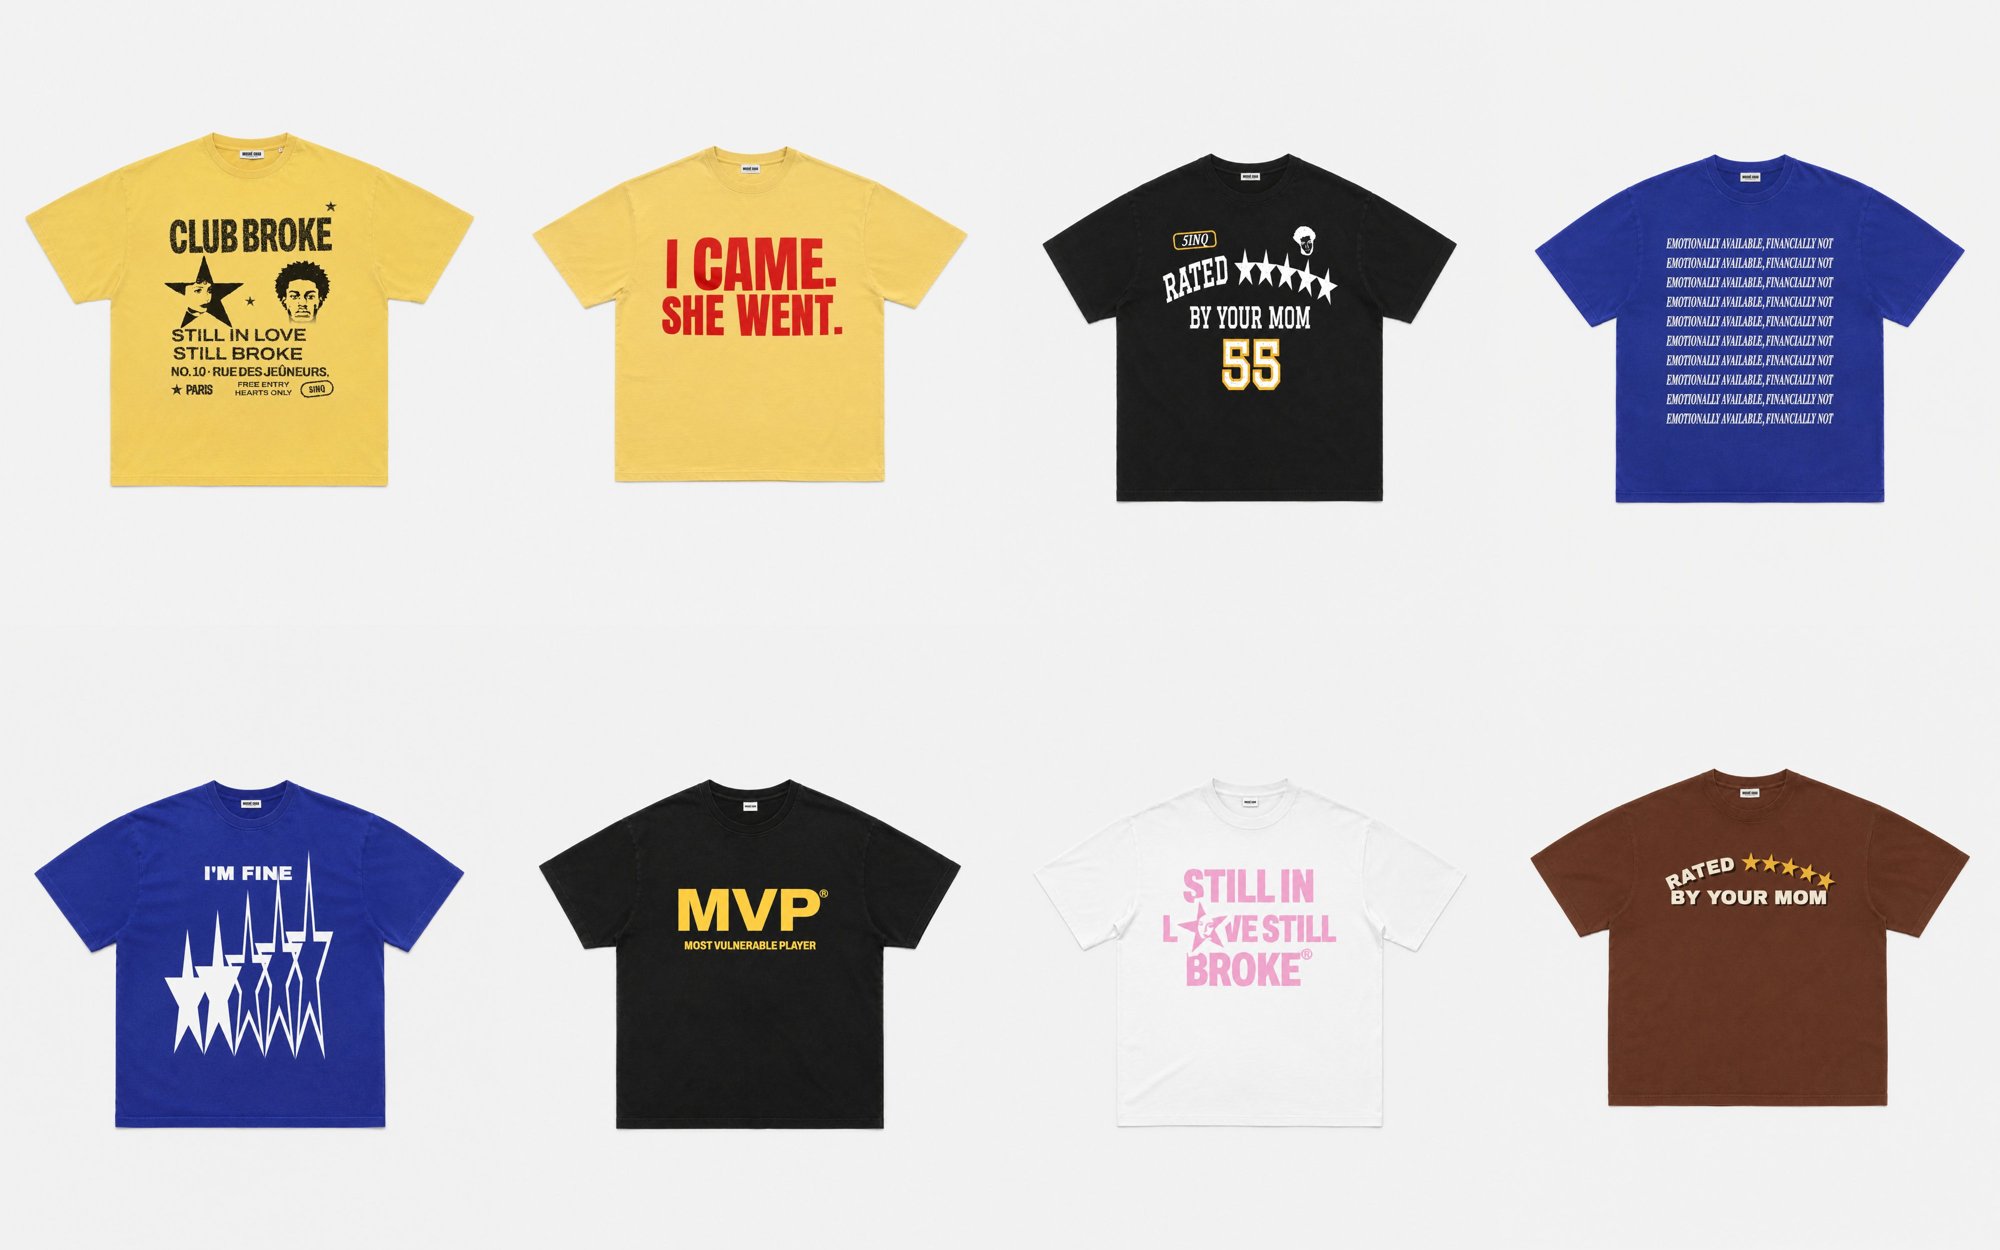 CLUB BROKE
STILL IN LOVE
STILL BROKE
NO. 10 · RUE DES JEÛNEURS,
PARIS
FREE ENTRY
HEARTS ONLY
5INQ
I CAME.
SHE WENT.
5INQ
RATED
BY YOUR MOM
55
EMOTIONALLY AVAILABLE, FINANCIALLY NOT
EMOTIONALLY AVAILABLE, FINANCIALLY NOT
EMOTIONALLY AVAILABLE, FINANCIALLY NOT
EMOTIONALLY AVAILABLE, FINANCIALLY NOT
EMOTIONALLY AVAILABLE, FINANCIALLY NOT
EMOTIONALLY AVAILABLE, FINANCIALLY NOT
EMOTIONALLY AVAILABLE, FINANCIALLY NOT
EMOTIONALLY AVAILABLE, FINANCIALLY NOT
EMOTIONALLY AVAILABLE, FINANCIALLY NOT
EMOTIONALLY AVAILABLE, FINANCIALLY NOT
I'M FINE
MVP®
MOST VULNERABLE PLAYER
STILL IN
L★VE STILL
BROKE®
RATED ★★★★★
BY YOUR MOM